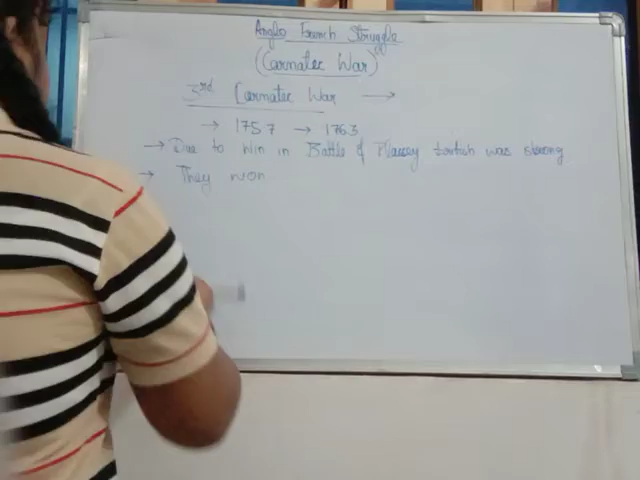 Anglo French Struggle
(Carnatic War)
3rd Carnatic War →
→ 1757 → 1763
→ Due to win in Battle of Plassey was strong
→ They won